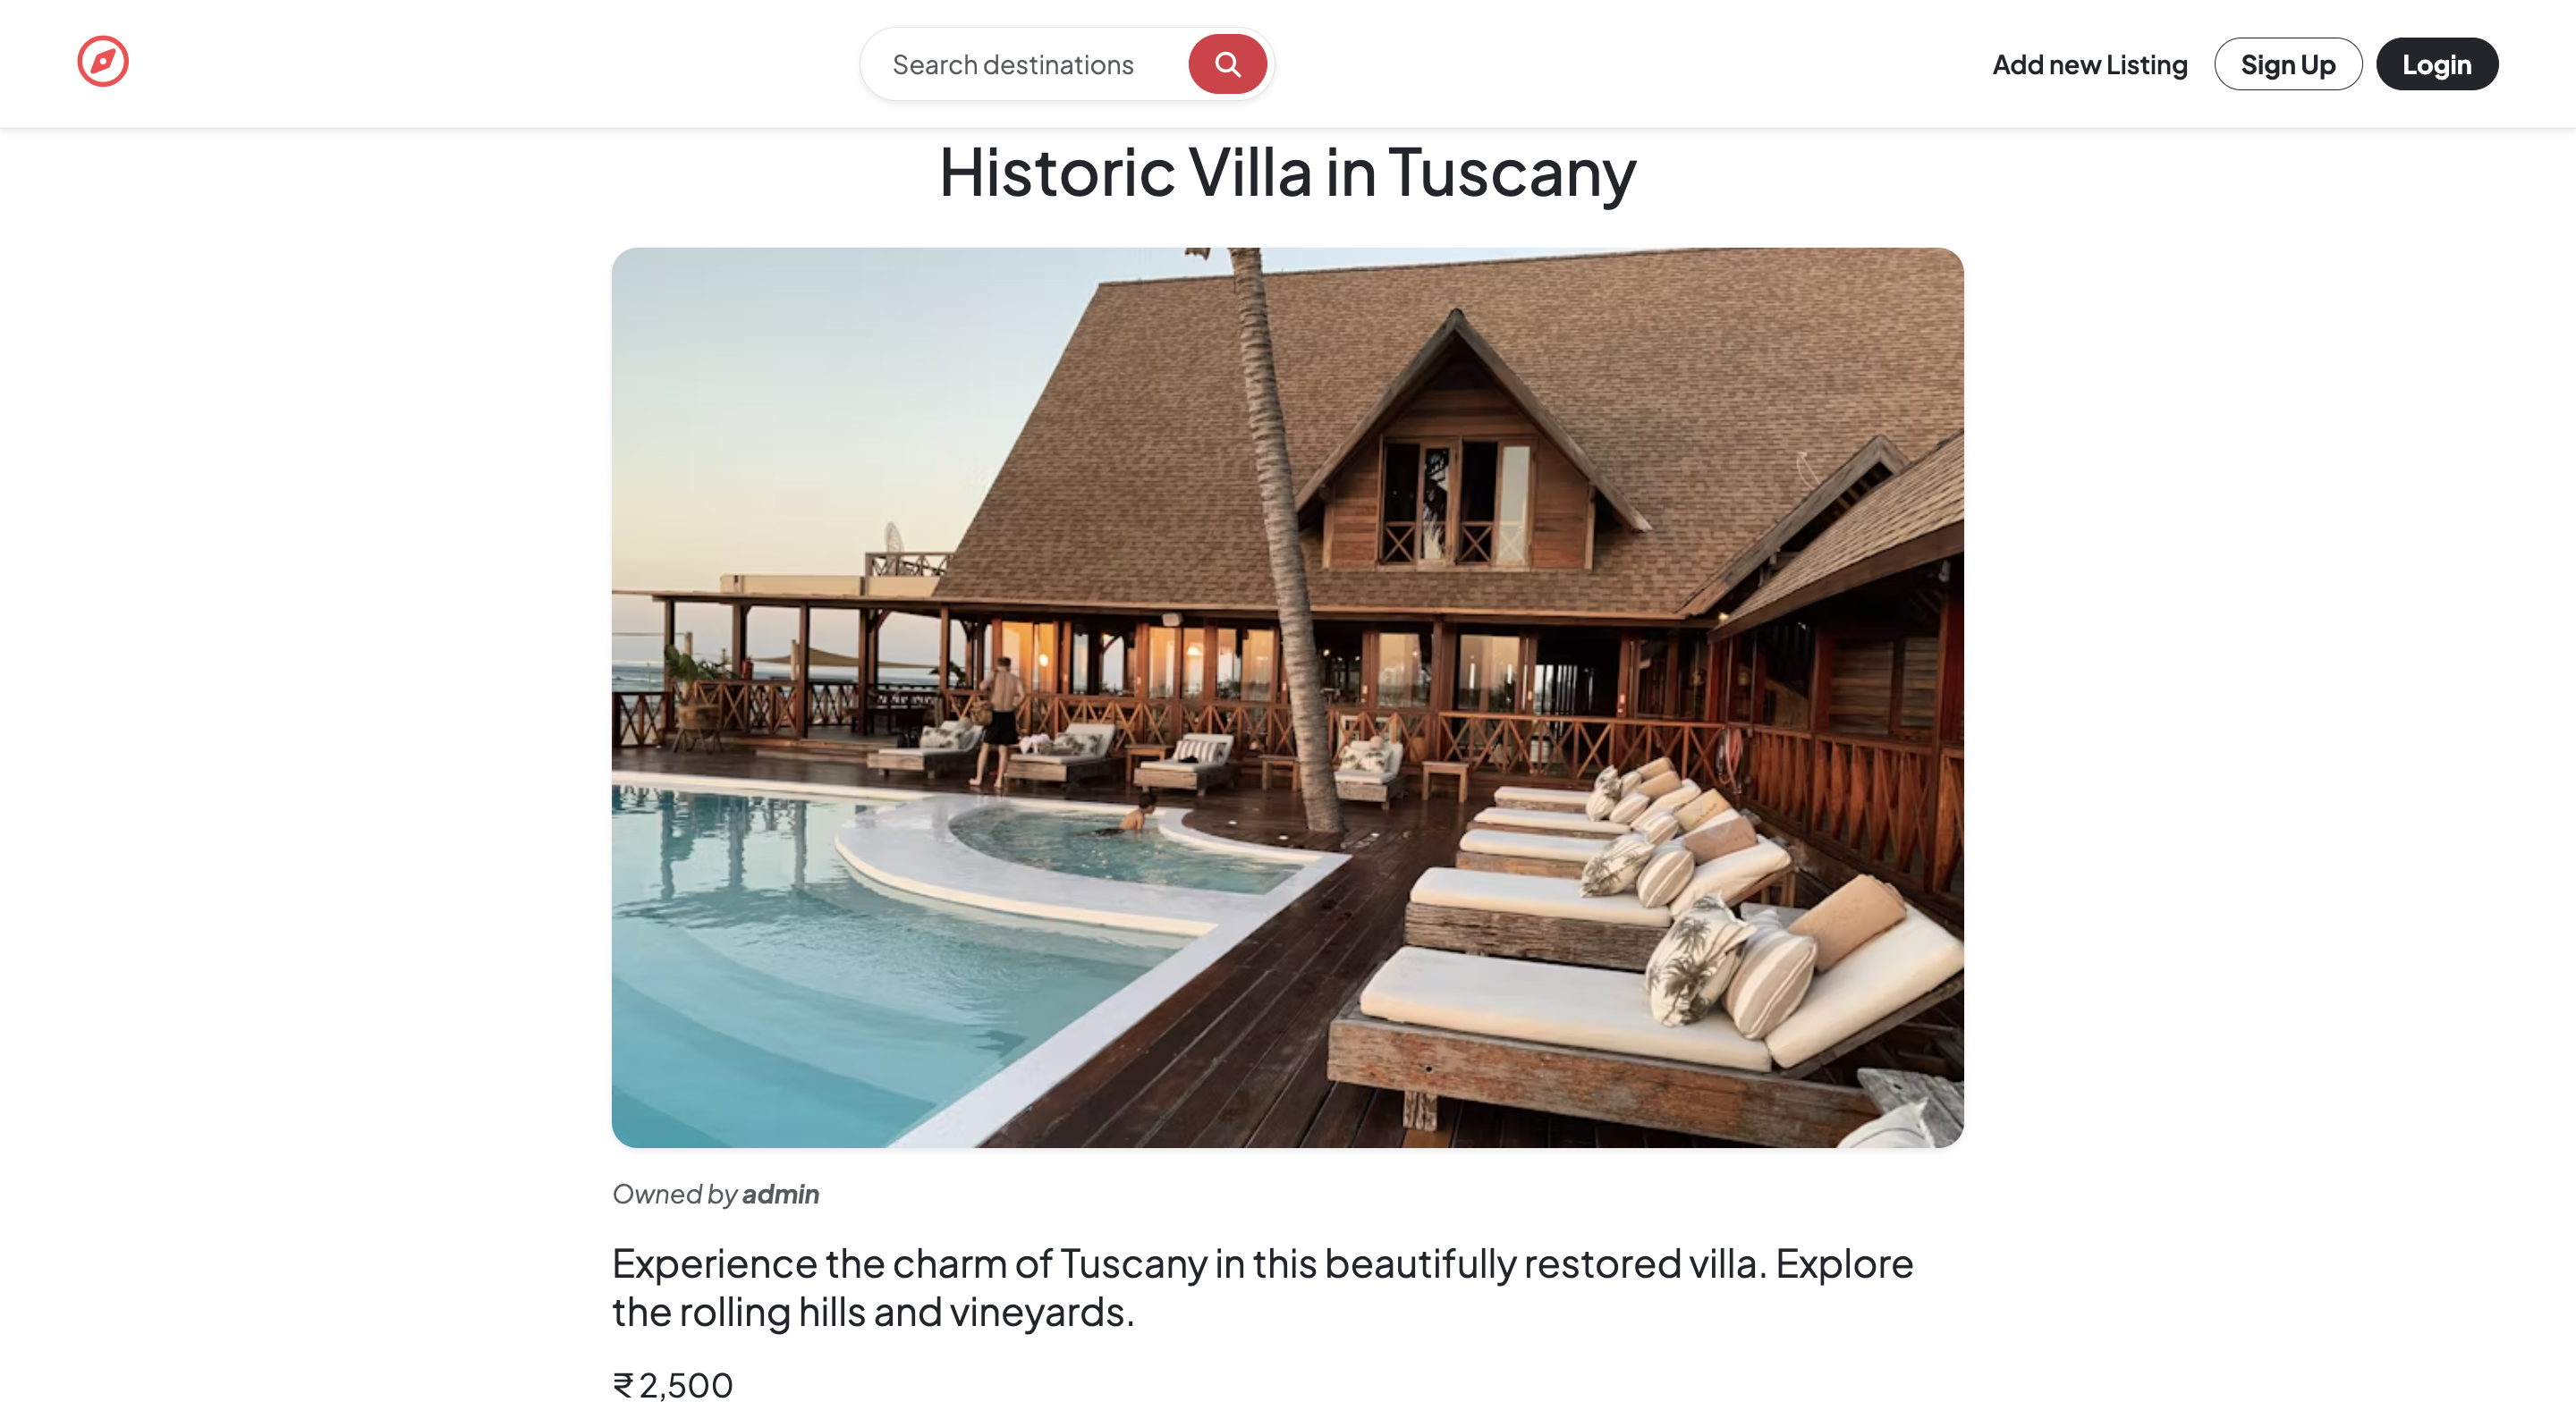 Search destinations
Add new Listing
Sign Up
Login
Historic Villa in Tuscany
Owned by admin
Experience the charm of Tuscany in this beautifully restored villa. Explore
the rolling hills and vineyards.
₹ 2,500